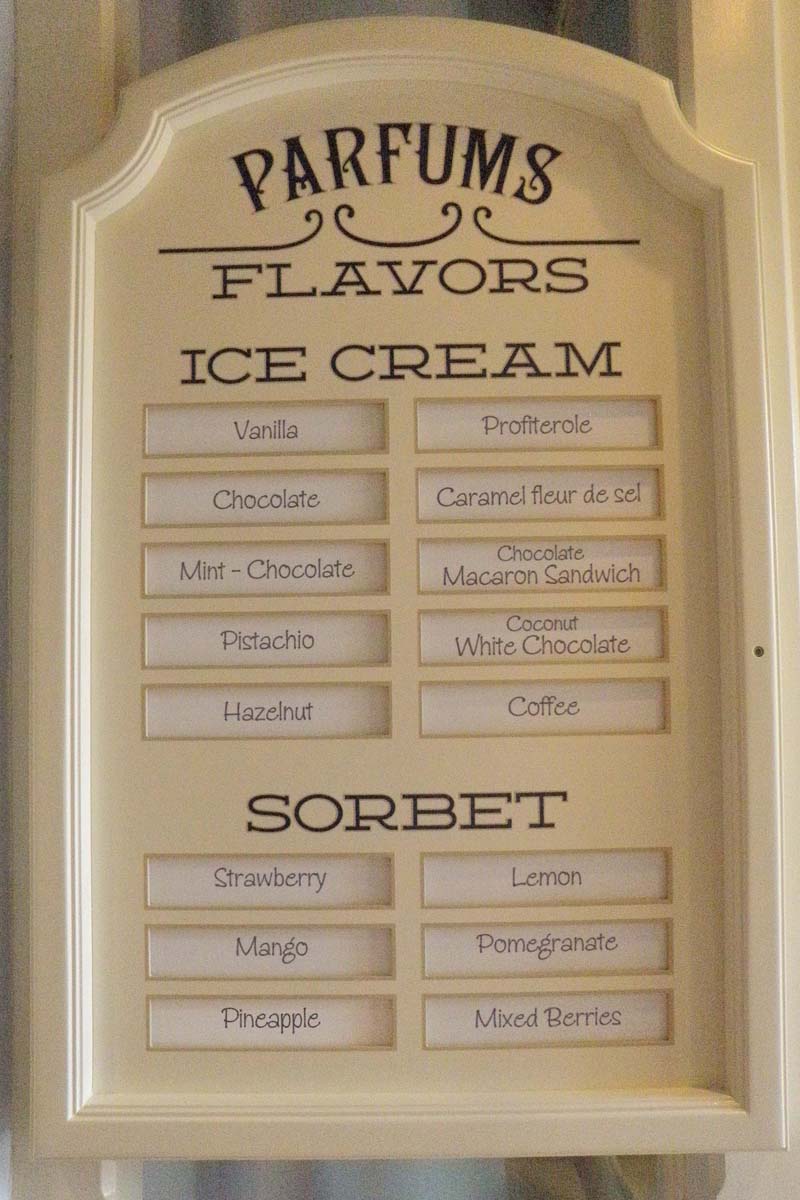 PARFUMS
FLAVORS
ICE CREAM
Vanilla
Chocolate
Mint - Chocolate
Pistachio
Hazelnut
Profiterole
Caramel fleur de sel
Chocolate
Macaron Sandwich
Coconut
White Chocolate
Coffee
SORBET
Strawberry
Mango
Pineapple
Lemon
Pomegranate
Mixed Berries